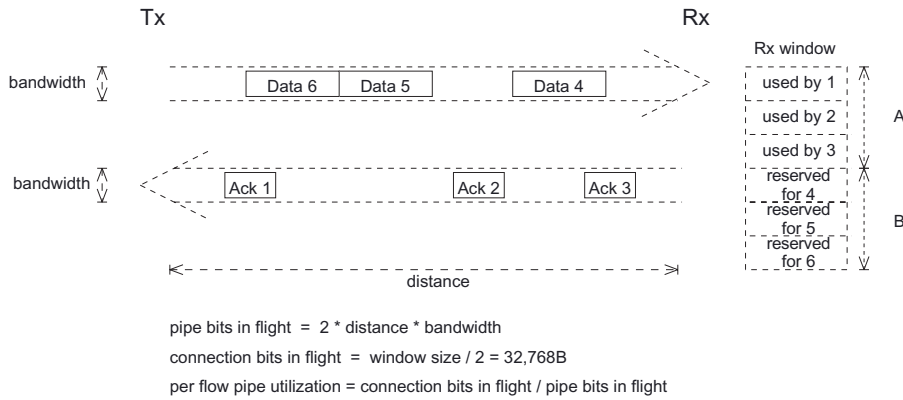 Tx
Rx
Rx window
bandwidth
Data 6
Data 5
Data 4
used by 1
used by 2
used by 3
A
bandwidth
Ack 1
Ack 2
Ack 3
reserved
for 4
reserved
for 5
reserved
for 6
B
distance
pipe bits in flight = 2 * distance * bandwidth
connection bits in flight = window size / 2 = 32,768B
per flow pipe utilization = connection bits in flight / pipe bits in flight